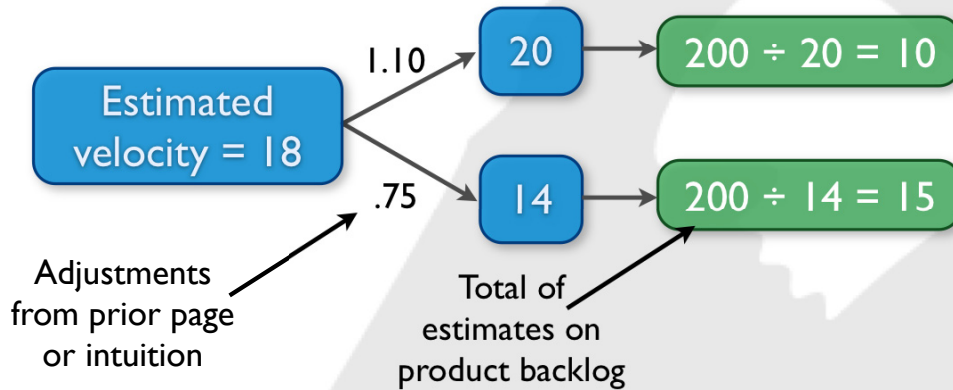 1.10
20
200 ÷ 20 = 10
Estimated
velocity = 18
.75
14
200 ÷ 14 = 15
Adjustments
from prior page
or intuition
Total of
estimates on
product backlog